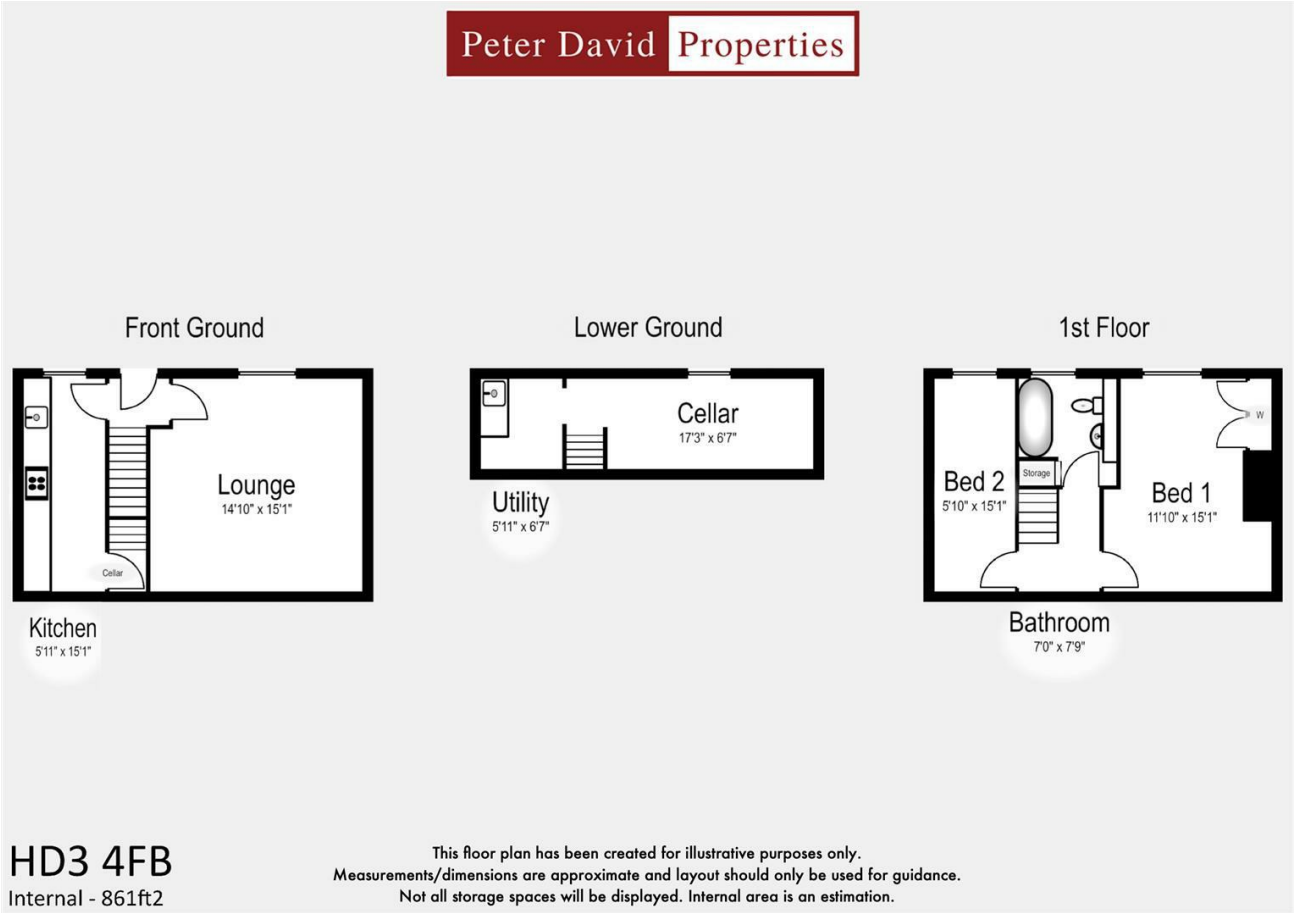 Peter David Properties
Front Ground
Lounge
14'10" x 15'1"
Cellar
Kitchen
5'11" x 15'1"
Lower Ground
Cellar
17'3" x 6'7"
Utility
5'11" x 6'7"
1st Floor
W
Storage
Bed 2
5'10" x 15'1"
Bed 1
11'10" x 15'1"
Bathroom
7'0" x 7'9"
HD3 4FB
Internal - 861ft2
This floor plan has been created for illustrative purposes only.
Measurements/dimensions are approximate and layout should only be used for guidance.
Not all storage spaces will be displayed. Internal area is an estimation.